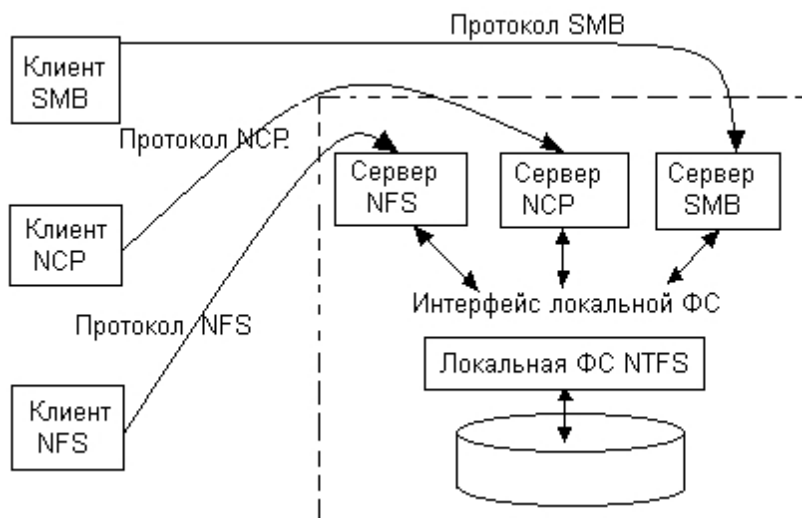 Протокол SMB
Клиент
SMB
Протокол NCP.
Сервер
NFS
Сервер
NCP
Сервер
SMB
Клиент
NCP
Интерфейс локальной ФС
Протокол NFS
Локальная ФС NTFS
Клиент
NFS